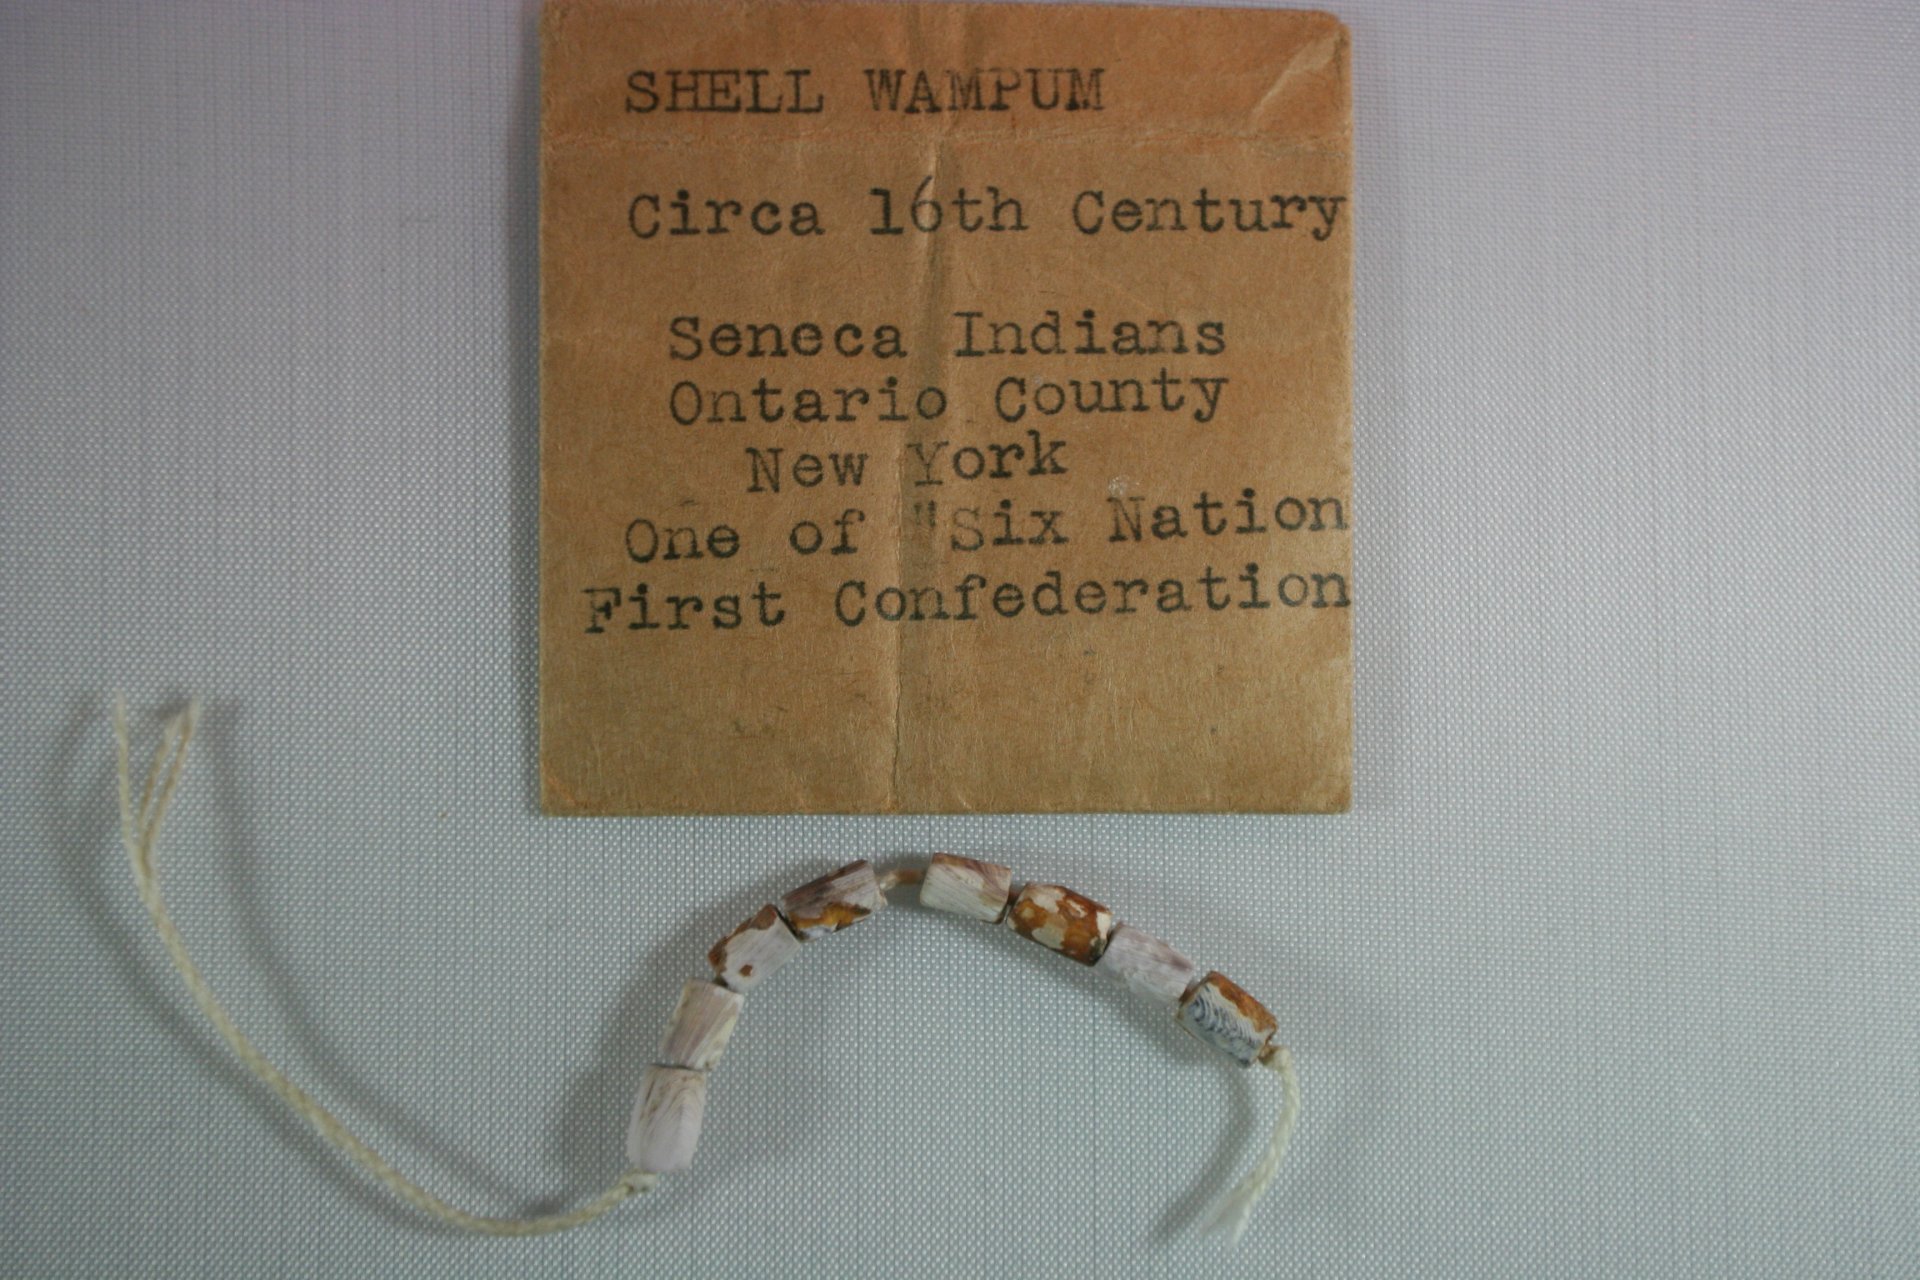 SHELL WAMPUM
Circa 16th Century
Seneca Indians
Ontario County
New York
One of "Six Nation
First Confederation